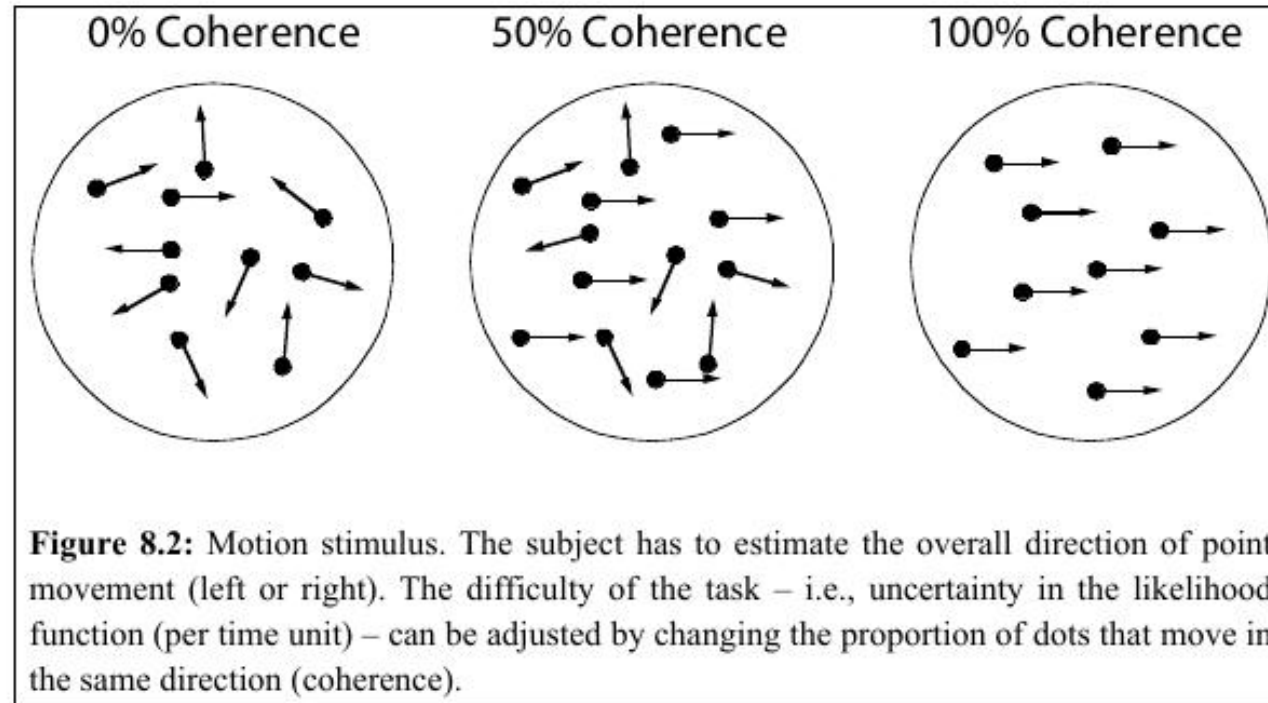 0% Coherence 50% Coherence 100% Coherence
Figure 8.2: Motion stimulus. The subject has to estimate the overall direction of point
movement (left or right). The difficulty of the task – i.e., uncertainty in the likelihood
function (per time unit) – can be adjusted by changing the proportion of dots that move in
the same direction (coherence).